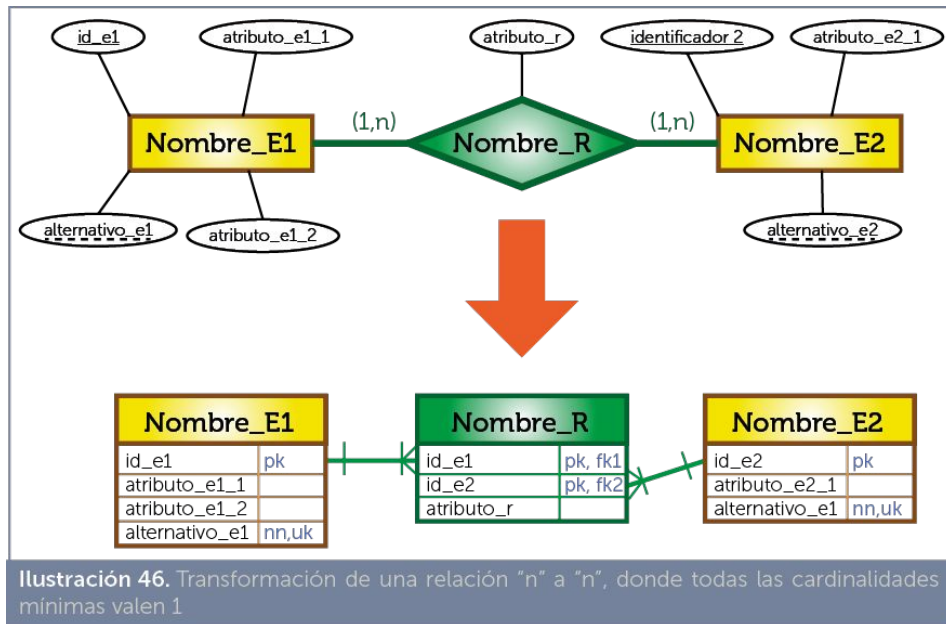 id_e1
atributo_e1_1
atributo_r
identificador 2
atributo_e2_1
Nombre_E1
(1,n)
Nombre_R
(1,n)
Nombre_E2
alternativo_e1
atributo_e1_2
alternativo_e2
Nombre_E1
id_e1 pk
atributo_e1_1
atributo_e1_2
alternativo_e1 nn,uk
Nombre_R
id_e1 pk, fk1
id_e2 pk, fk2
atributo_r
Nombre_E2
id_e2 pk
atributo_e2_1
alternativo_e1 nn,uk
Ilustración 46. Transformación de una relación “n” a “n”, donde todas las cardinalidades
mínimas valen 1